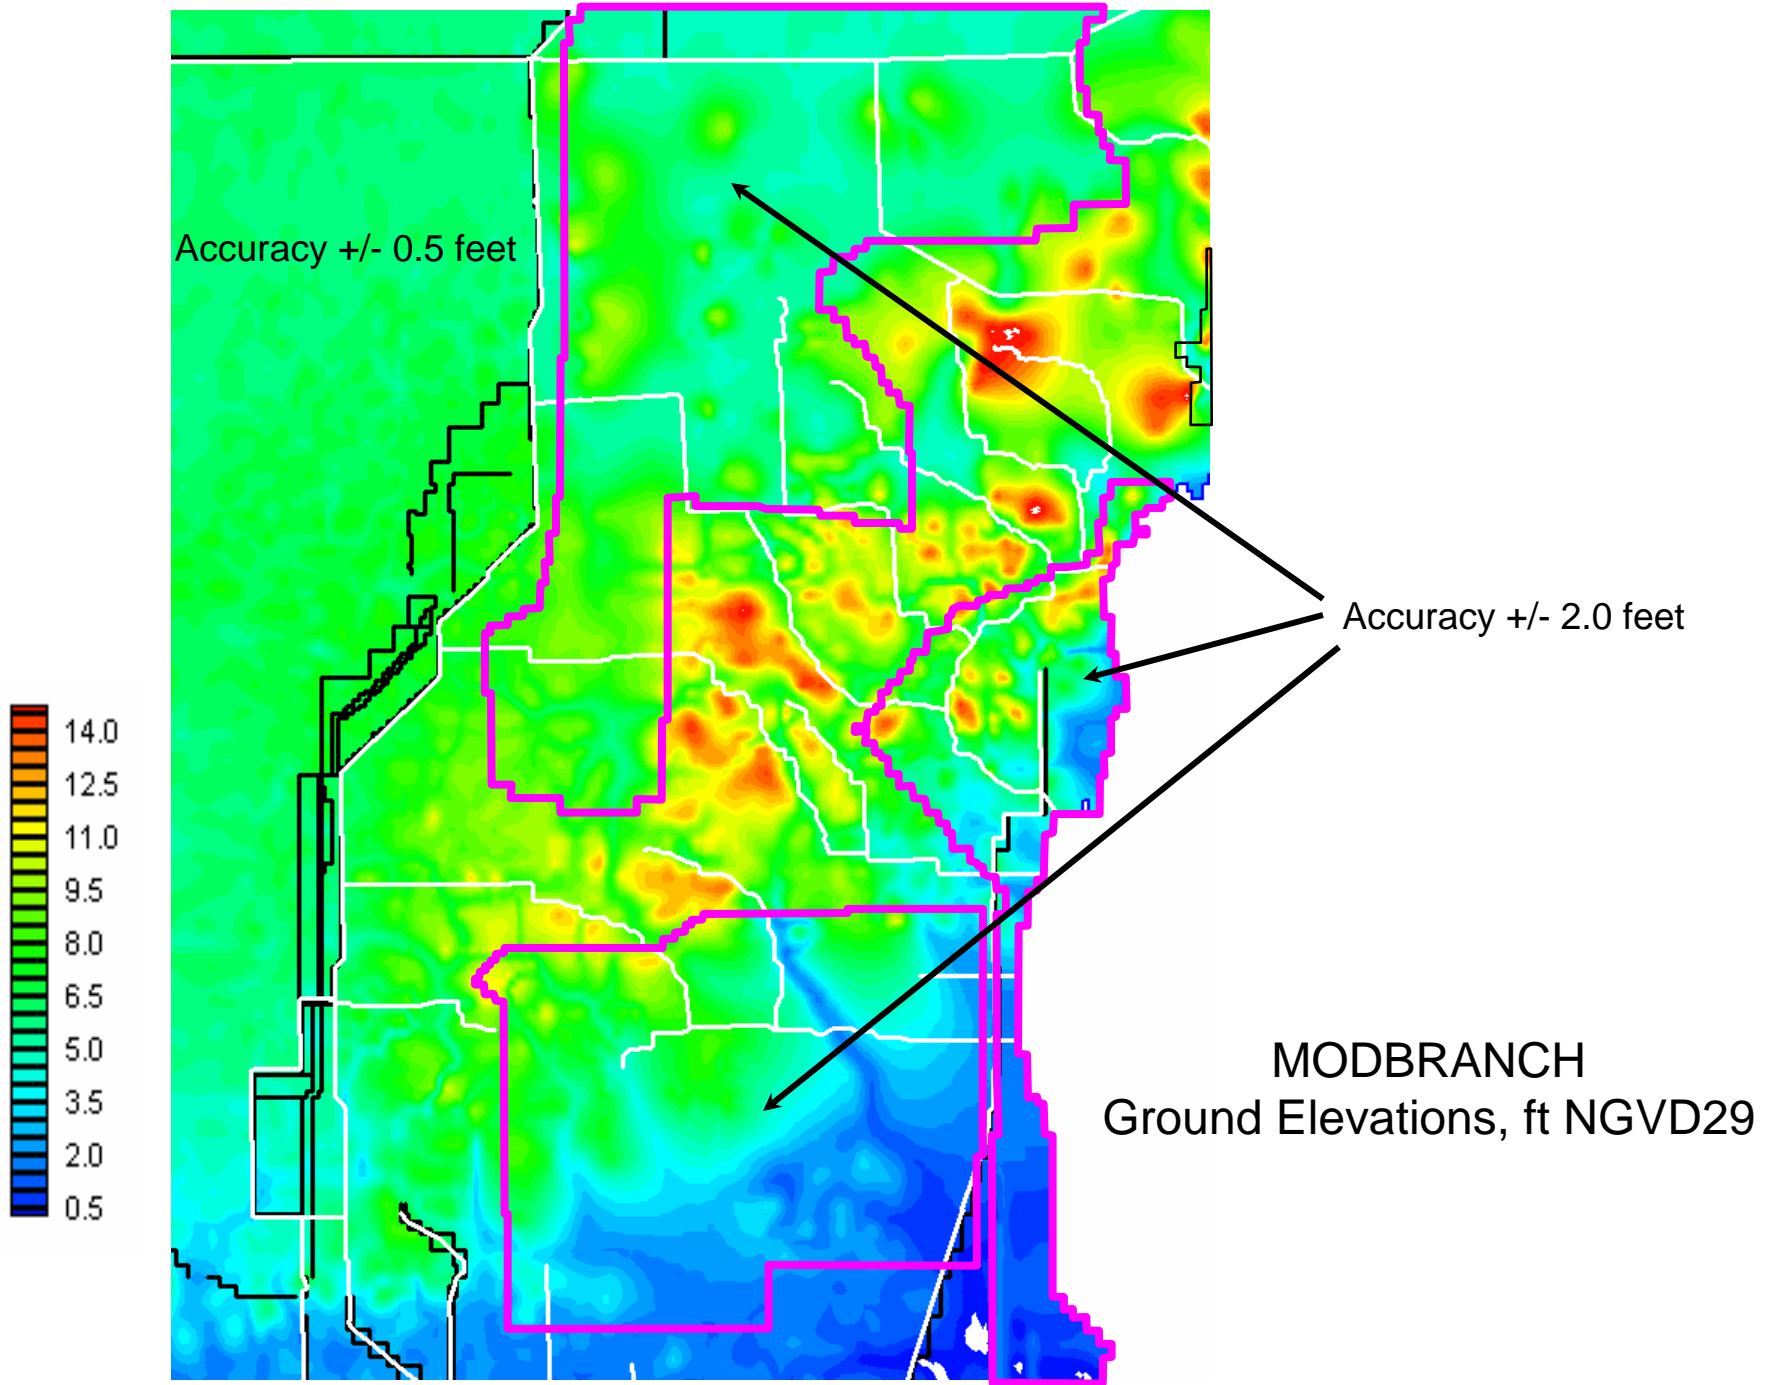 Accuracy +/- 0.5 feet
Accuracy +/- 2.0 feet
14.0
12.5
11.0
9.5
8.0
6.5
5.0
3.5
2.0
0.5
MODBRANCH
Ground Elevations, ft NGVD29